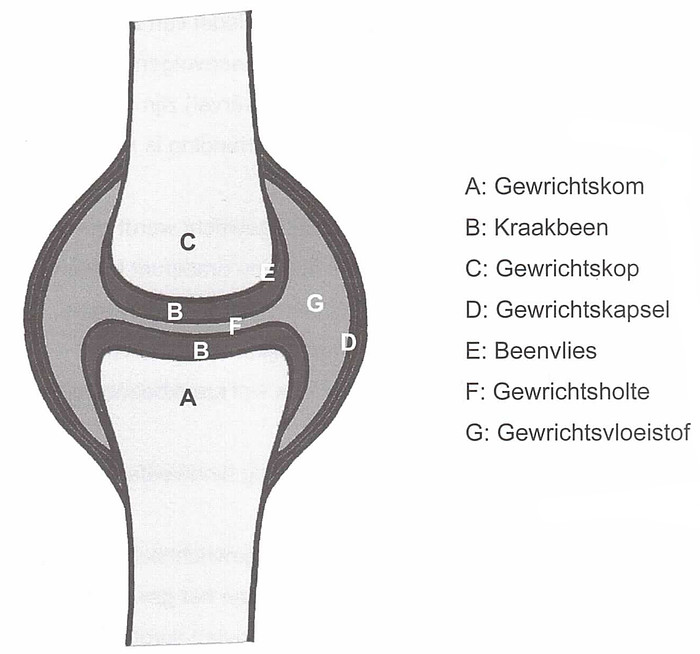 C
E
B
G
F
D
B
A
A: Gewrichtskom
B: Kraakbeen
C: Gewrichtskop
D: Gewrichtskapsel
E: Beenvlies
F: Gewrichtsholte
G: Gewrichtsvloeistof